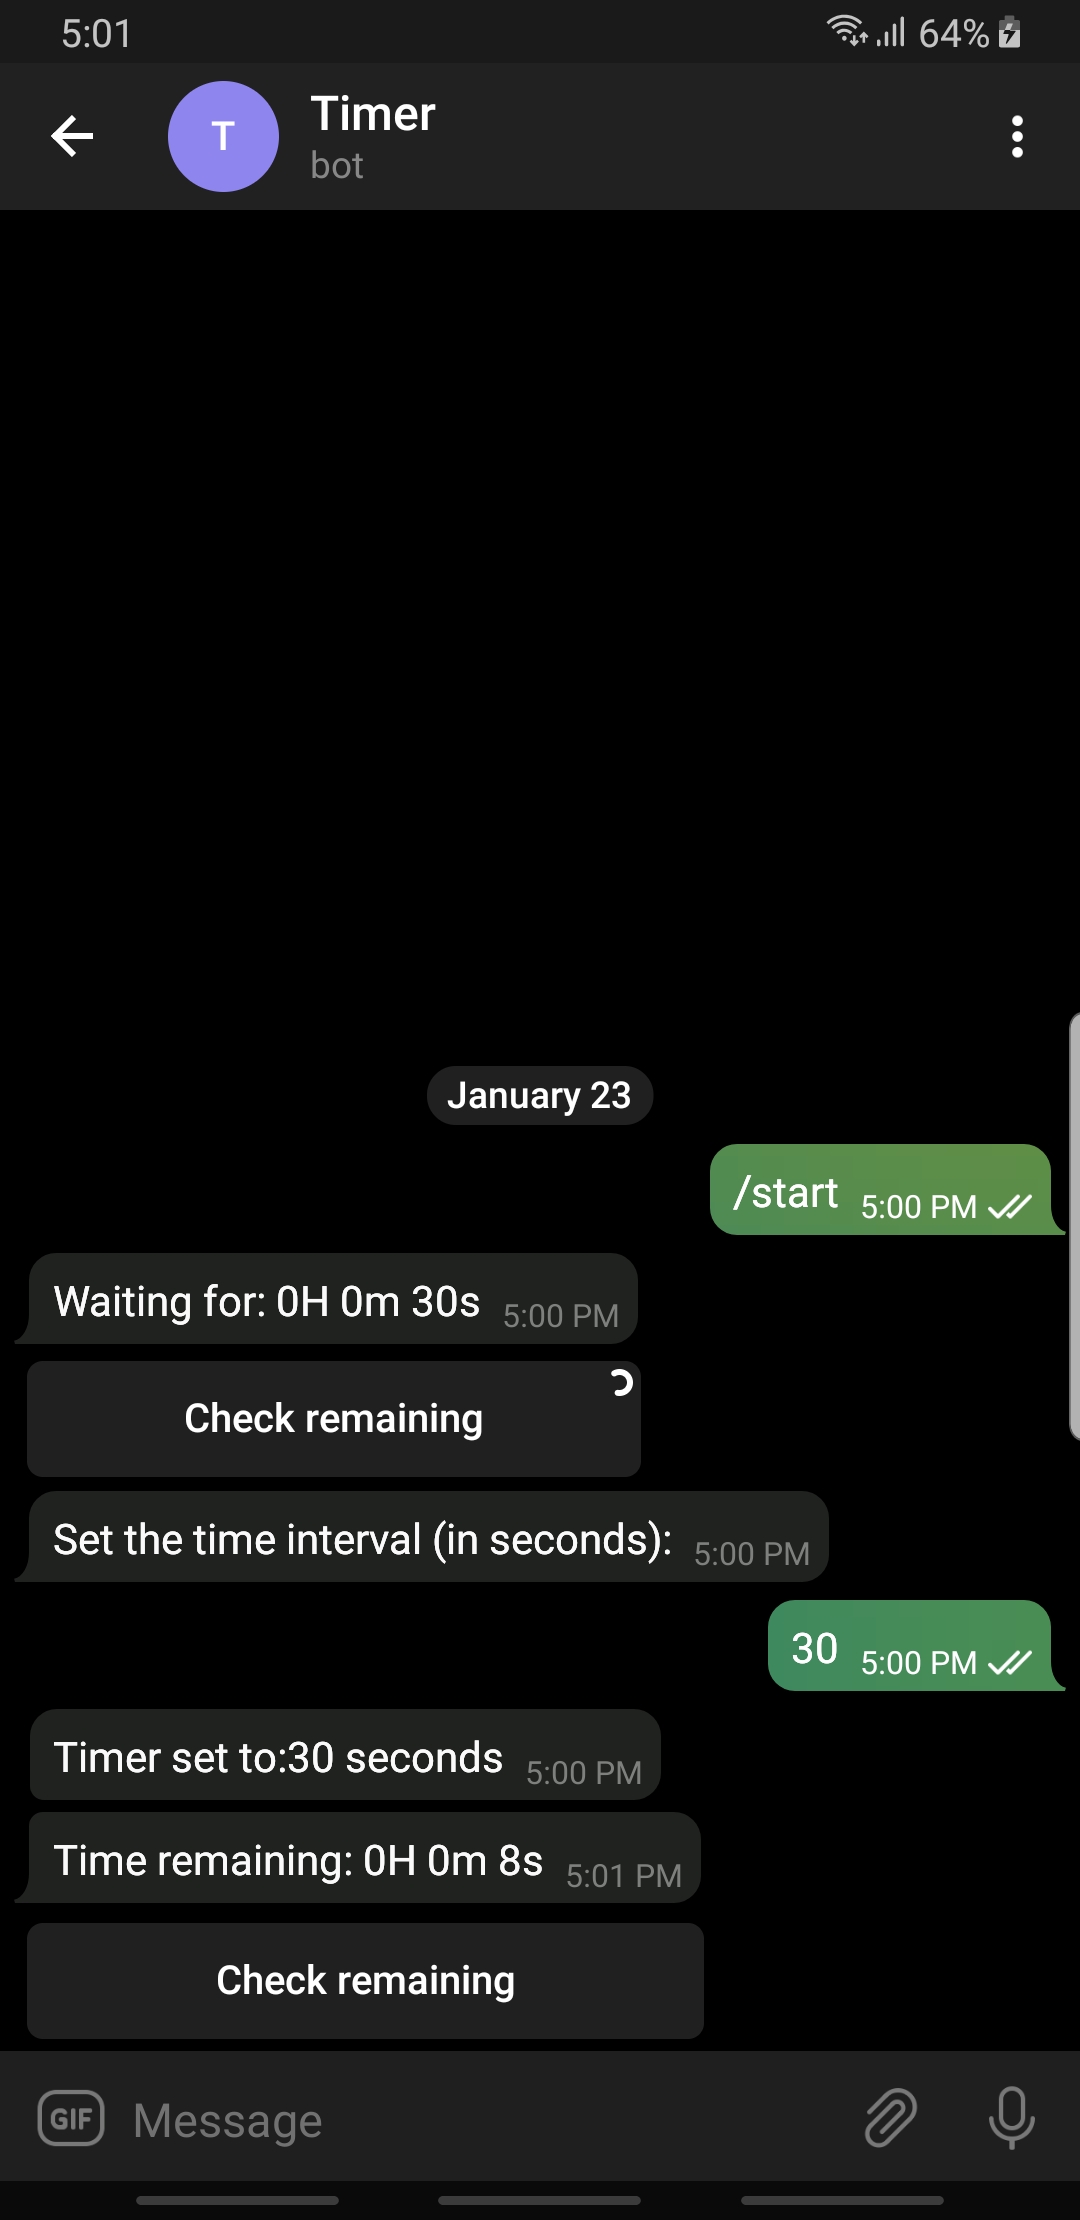 5:01
64%
T
Timer
bot
January 23
/start 5:00 PM
Waiting for: 0H 0m 30s 5:00 PM
Check remaining
Set the time interval (in seconds): 5:00 PM
30 5:00 PM
Timer set to:30 seconds 5:00 PM
Time remaining: 0H 0m 8s 5:01 PM
Check remaining
GIF Message